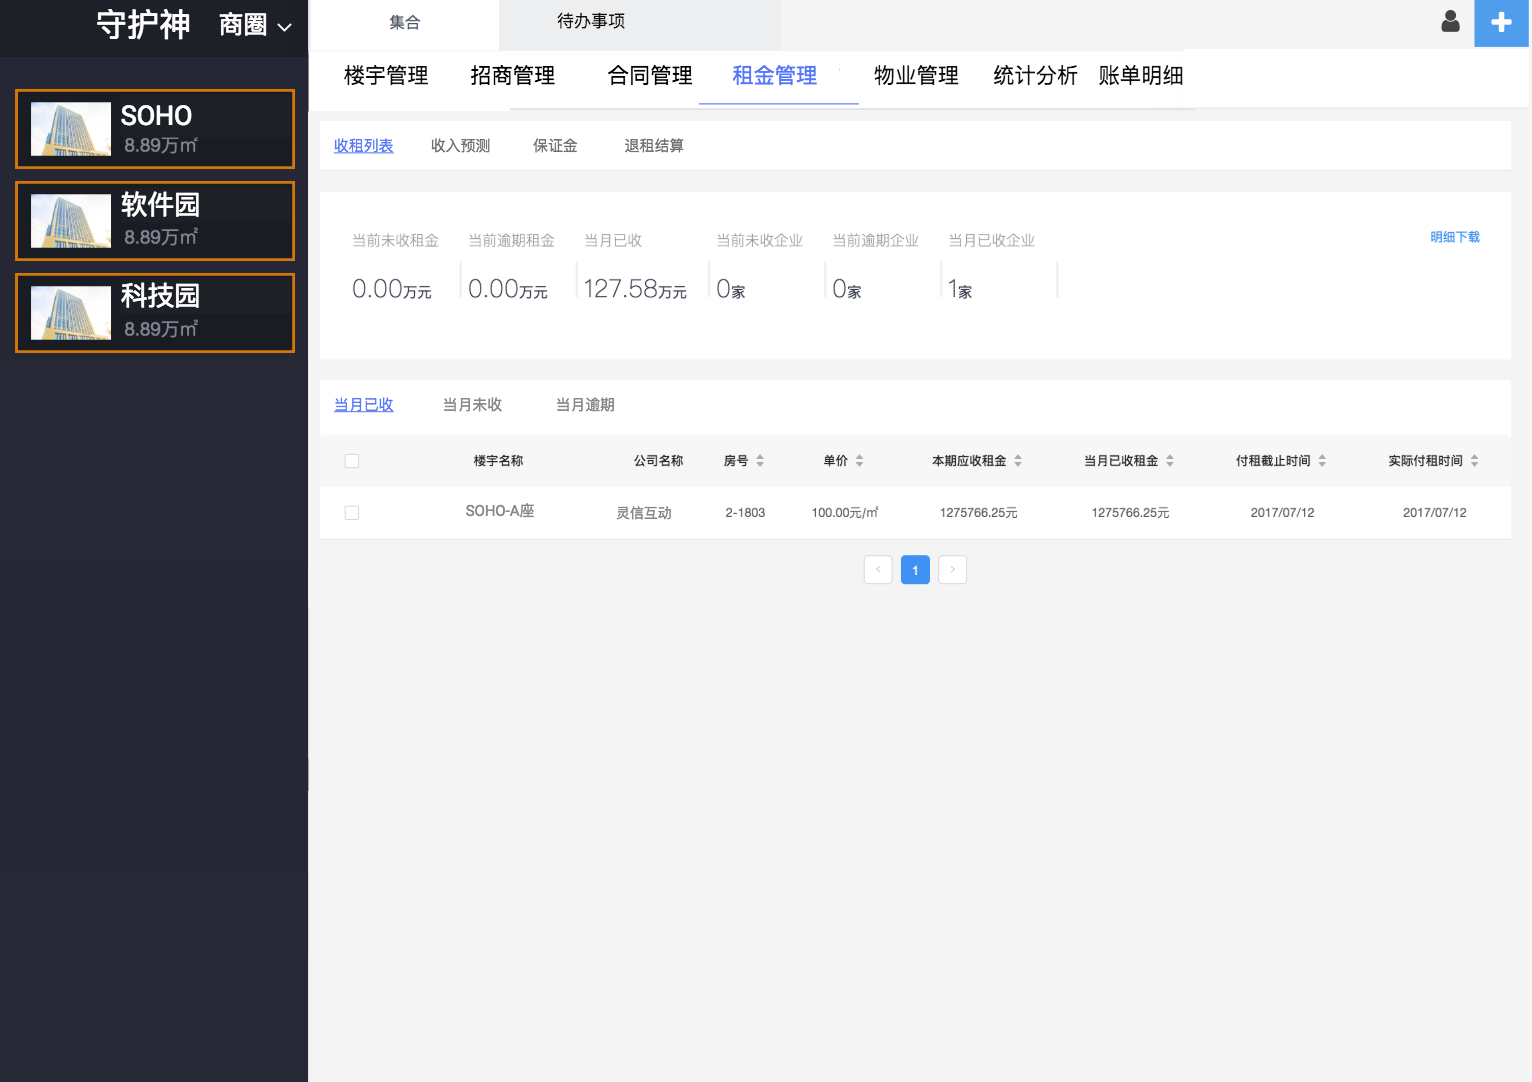 守护神 商圈
集合 待办事项
楼宇管理 招商管理 合同管理 租金管理 物业管理 统计分析 账单明细
SOHO
8.89万㎡
软件园
8.89万㎡
科技园
8.89万㎡
收租列表 收入预测 保证金 退租结算
当前未收租金 当前逾期租金 当月已收 当前未收企业 当前逾期企业 当月已收企业 明细下载
0.00万元 0.00万元 127.58万元 0家 0家 1家
当月已收 当月未收 当月逾期
楼宇名称 公司名称 房号 单价 本期应收租金 当月已收租金 付租截止时间 实际付租时间
SOHO-A座 灵信互动 2-1803 100.00元/㎡ 1275766.25元 1275766.25元 2017/07/12 2017/07/12
1